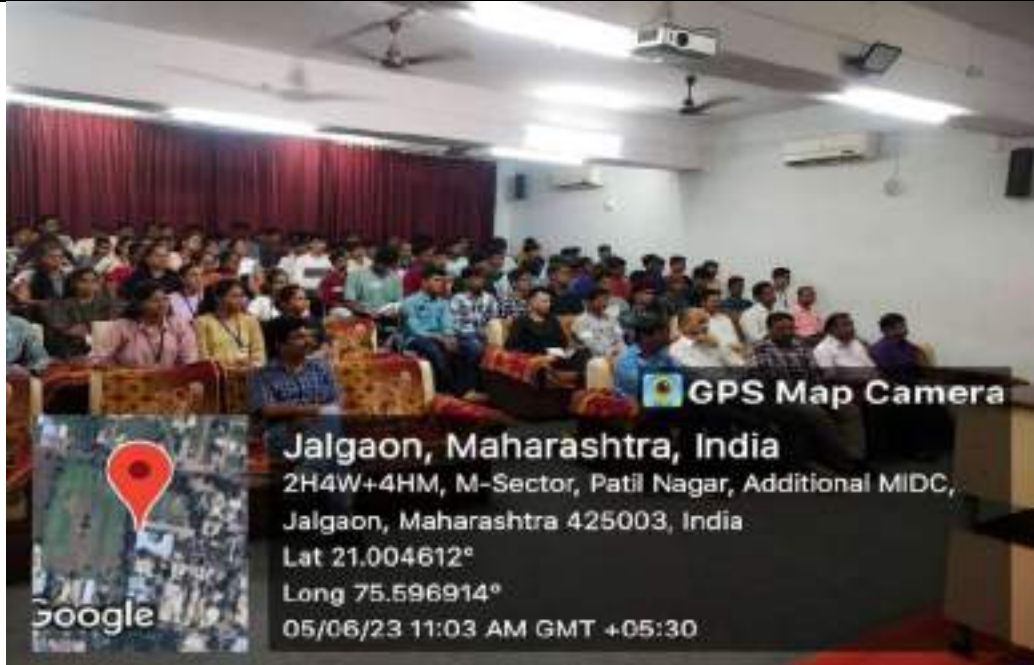 GPS Map Camera
Jalgaon, Maharashtra, India
2H4W+4HM, M-Sector, Patil Nagar, Additional MIDC,
Jalgaon, Maharashtra 425003, India
Lat 21.004612°
Long 75.596914°
05/06/23 11:03 AM GMT +05:30
Google